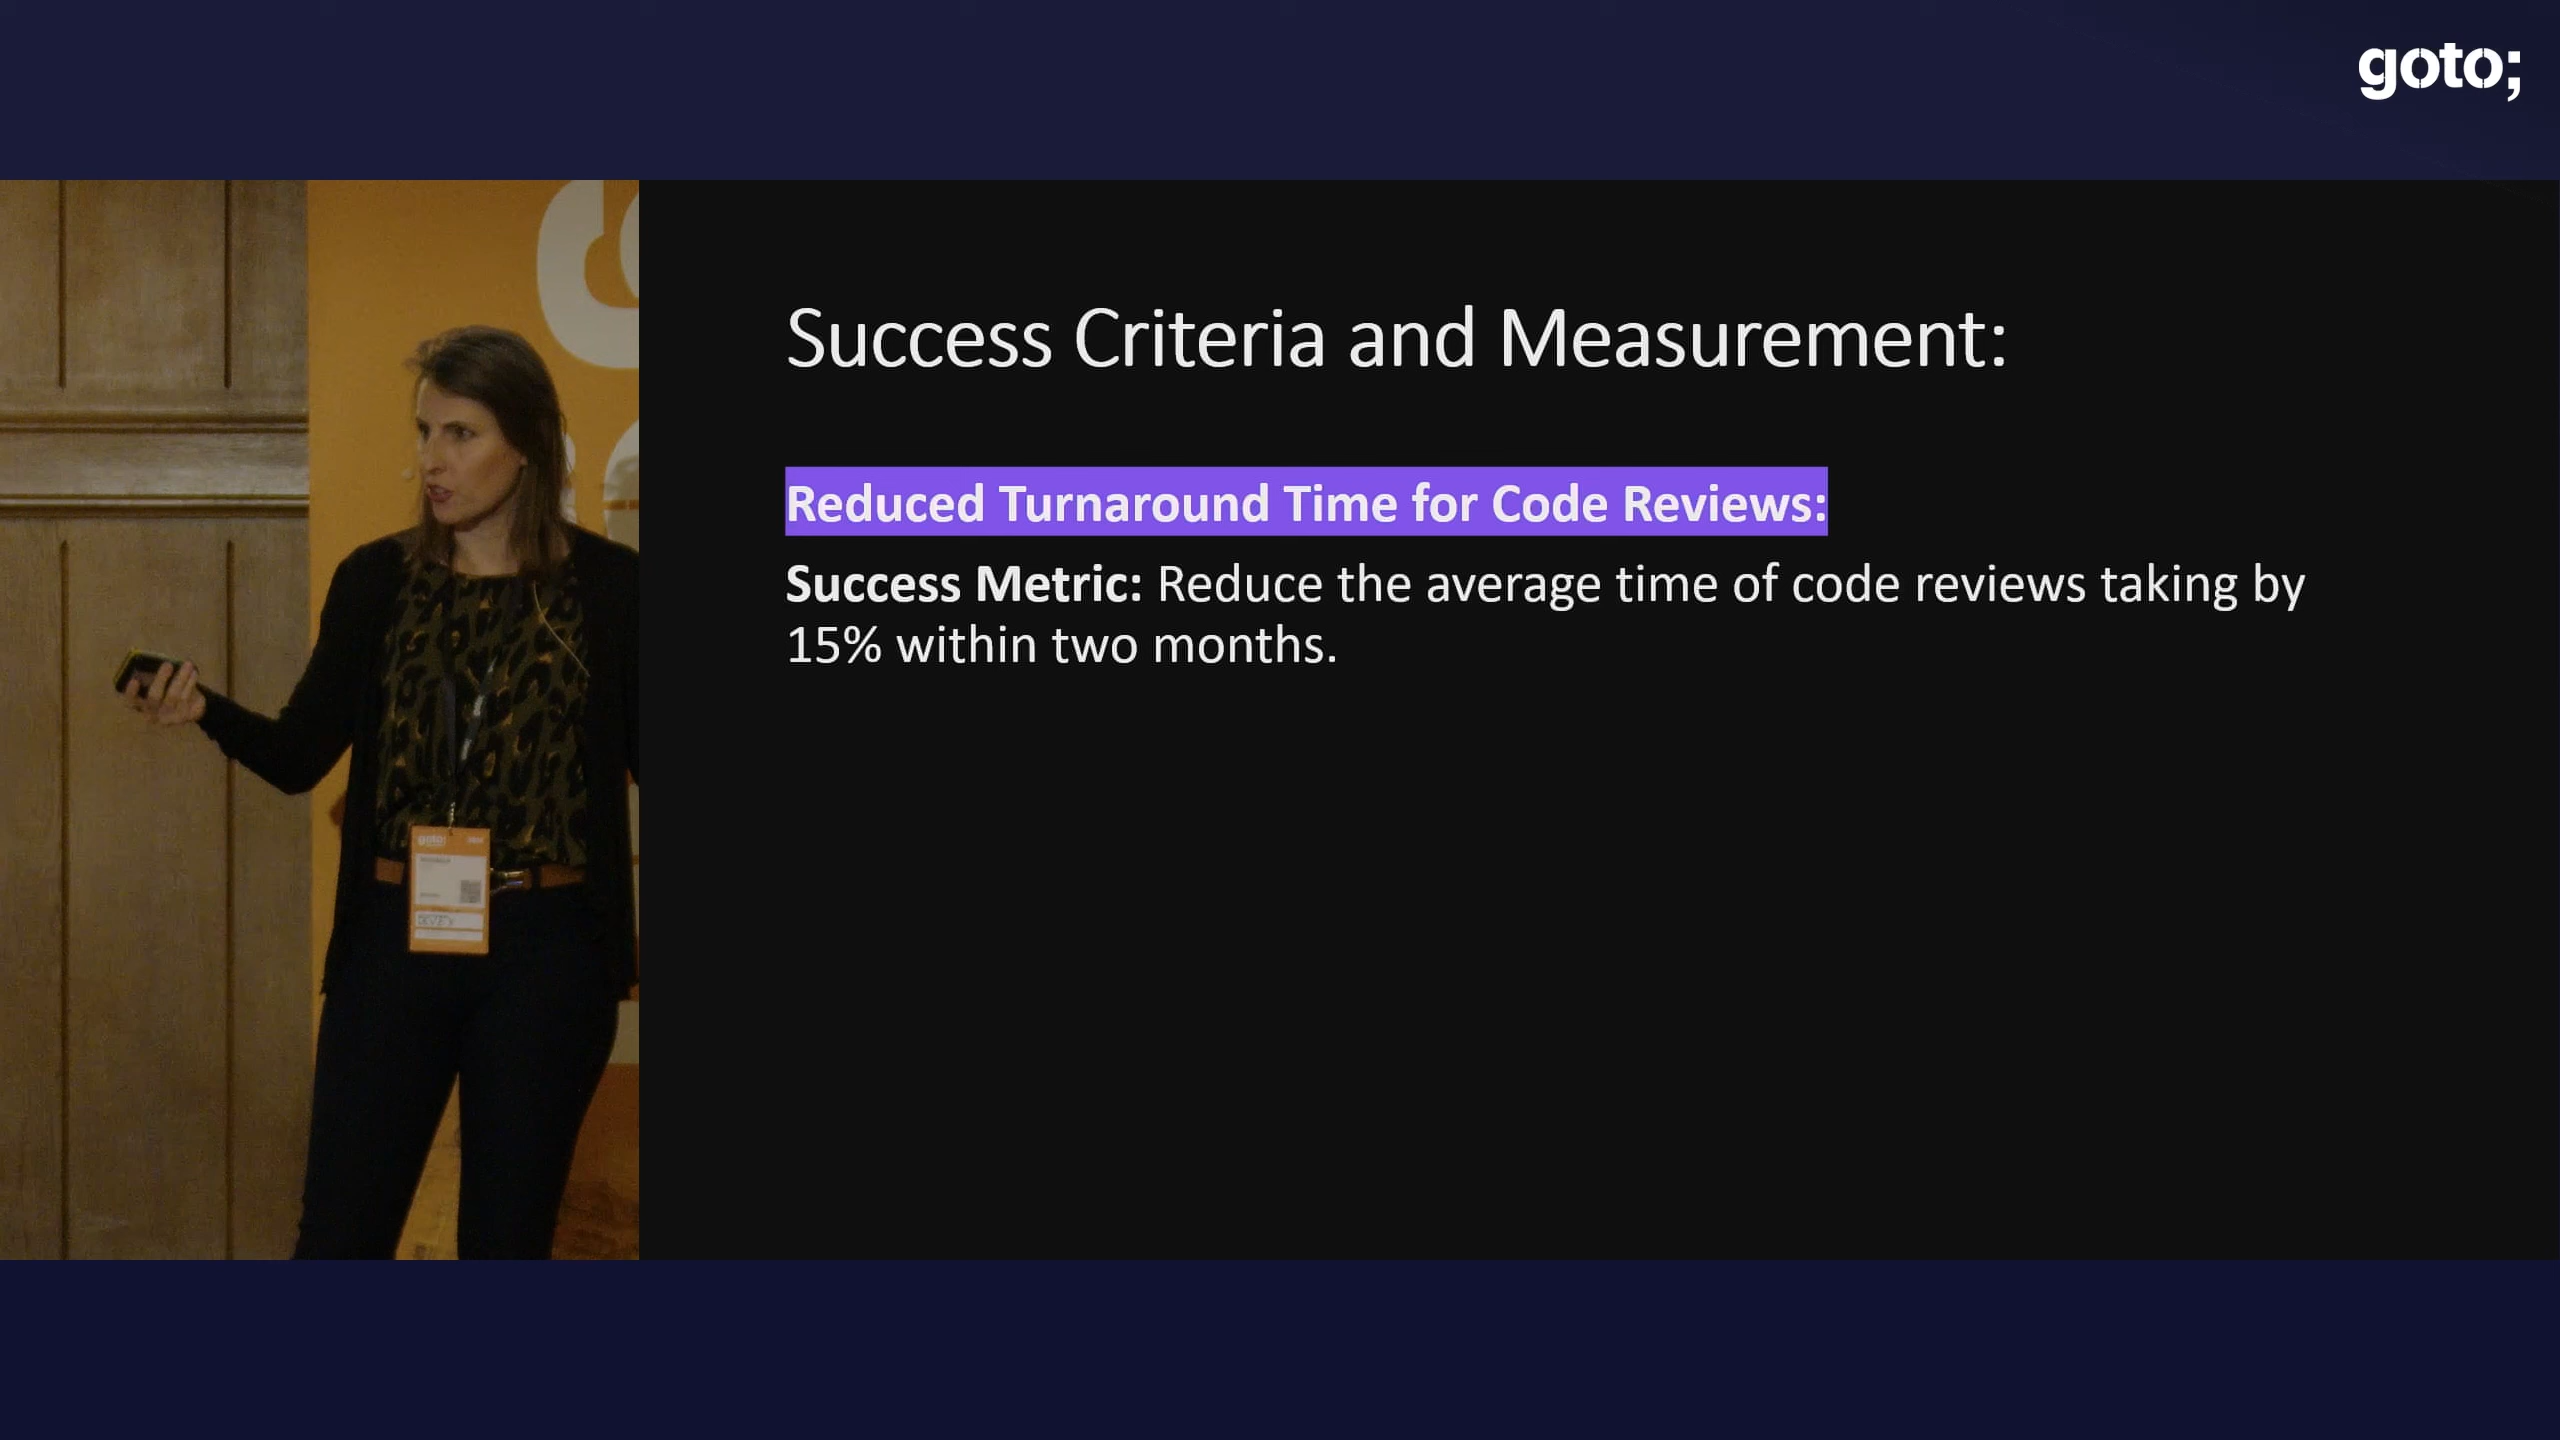 goto;
Success Criteria and Measurement:
Reduced Turnaround Time for Code Reviews:
Success Metric: Reduce the average time of code reviews taking by
15% within two months.
goto;